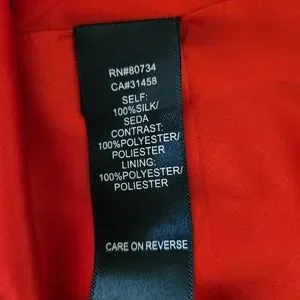 RN#80734
CA#31458
SELF:
100%SILK/
SEDA
CONTRAST:
100%POLYESTER/
POLIESTER
LINING:
100%POLYESTER/
POLIESTER
CARE ON REVERSE